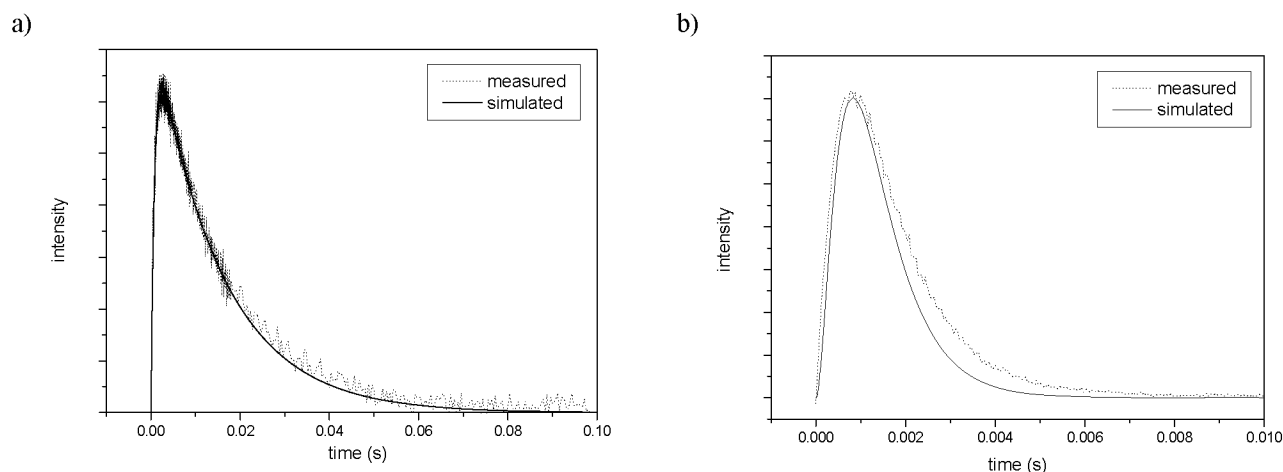 a)
measured
simulated
intensity
0.00 0.02 0.04 0.06 0.08 0.10
time (s)
b)
measured
simulated
intensity
0.000 0.002 0.004 0.006 0.008 0.010
time (s)